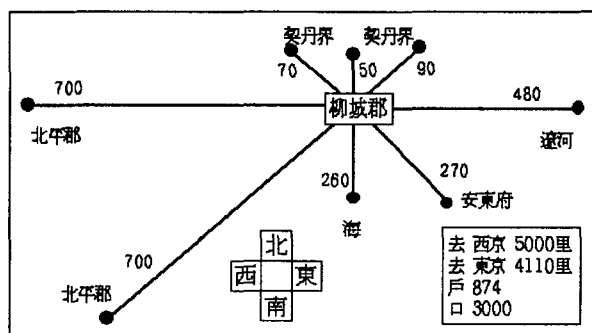 契丹界
契丹界
70
50
90
700
柳城郡
480
北平郡
遼河
260
270
安東府
海
700
北
西 東
南
北平郡
去 西京 5000里
去 東京 4110里
戶 874
口 3000